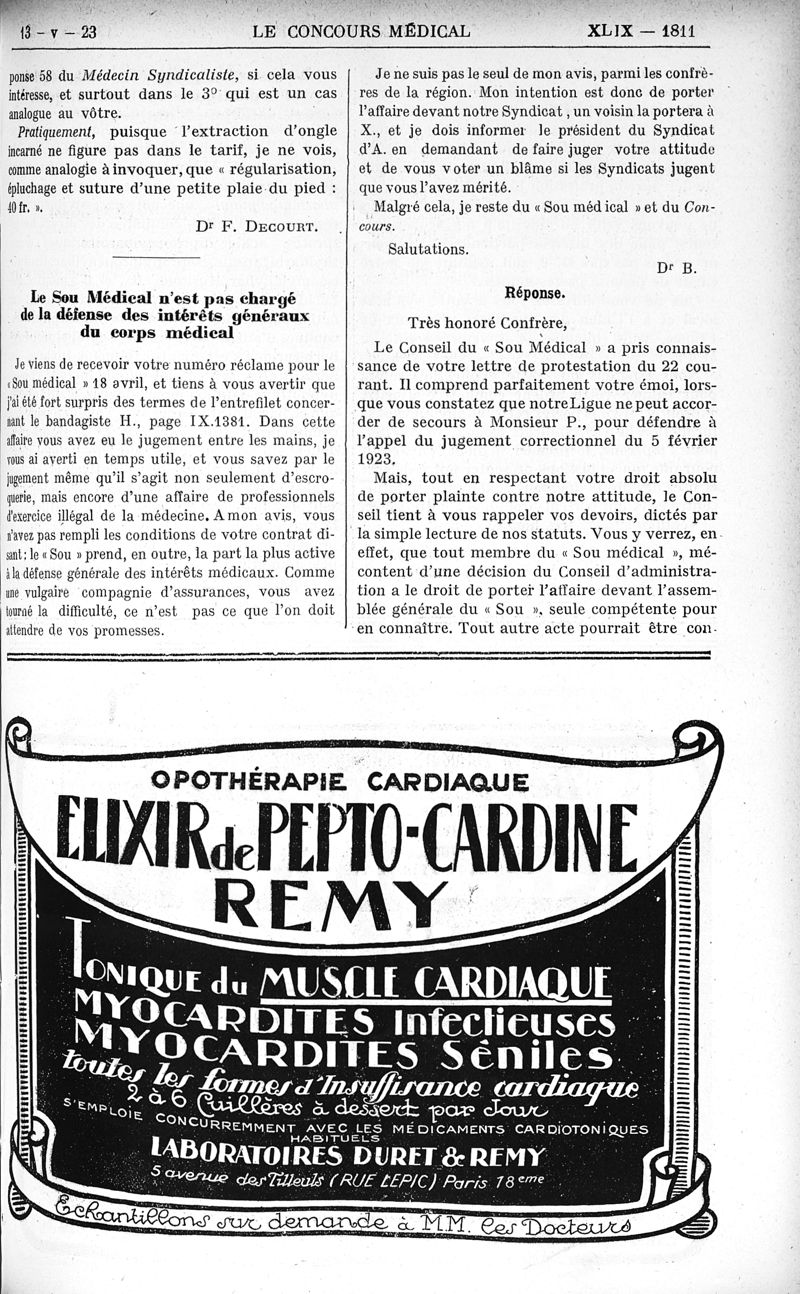 13 - v - 23
LE CONCOURS MÉDICAL
XLIX — 1811
ponse 58 du Médecin Syndicaliste, si cela vous
intéresse, et surtout dans le 3° qui est un cas
analogue au vôtre.
Pratiquement, puisque l'extraction d'ongle
incarné ne figure pas dans le tarif, je ne vois,
comme analogie à invoquer, que « régularisation,
épluchage et suture d'une petite plaie du pied :
40 fr. ».
Dr F. DECOURT.
Le Sou Médical n'est pas chargé
de la défense des intérêts généraux
du corps médical
Je viens de recevoir votre numéro réclame pour le
« Sou médical » 18 avril, et tiens à vous avertir que
j'ai été fort surpris des termes de l'entrefilet concer-
nant le bandagiste H., page IX.1381. Dans cette
affaire vous avez eu le jugement entre les mains, je
vous ai averti en temps utile, et vous savez par le
jugement même qu'il s'agit non seulement d'escro-
querie, mais encore d'une affaire de professionnels
d'exercice illégal de la médecine. A mon avis, vous
n'avez pas rempli les conditions de votre contrat di-
sant : le « Sou » prend, en outre, la part la plus active
à la défense générale des intérêts médicaux. Comme
une vulgaire compagnie d'assurances, vous avez
tourné la difficulté, ce n'est pas ce que l'on doit
attendre de vos promesses.
Je ne suis pas le seul de mon avis, parmi les confrè-
res de la région. Mon intention est donc de porter
l'affaire devant notre Syndicat, un voisin la portera à
X., et je dois informer le président du Syndicat
d'A. en demandant de faire juger votre attitude
et de vous voter un blâme si les Syndicats jugent
que vous l'avez mérité.
Malgré cela, je reste du « Sou médical » et du Con-
cours.
Salutations.
Dr B.
Réponse.
Très honoré Confrère,
Le Conseil du « Sou Médical » a pris connais-
sance de votre lettre de protestation du 22 cou-
rant. Il comprend parfaitement votre émoi, lors-
que vous constatez que notre Ligue ne peut accor-
der de secours à Monsieur P., pour défendre à
l'appel du jugement correctionnel du 5 février
1923.
Mais, tout en respectant votre droit absolu
de porter plainte contre notre attitude, le Con-
seil tient à vous rappeler vos devoirs, dictés par
la simple lecture de nos statuts. Vous y verrez, en
effet, que tout membre du « Sou médical », mé-
content d'une décision du Conseil d'administra-
tion a le droit de porter l'affaire devant l'assem-
blée générale du « Sou », seule compétente pour
en connaître. Tout autre acte pourrait être con-
OPOTHÉRAPIE CARDIAQUE
ELIXIR de PEPTO-CARDINE
REMY
TONIQUE du MUSCLE CARDIAQUE
MYOCARDITES Infectieuses
MYOCARDITES Séniles
toutes les formes d'Insuffisance cardiaque
2 à 6 Cuillères à dessert par Jour
S'EMPLOIE CONCURREMMENT AVEC LES MÉDICAMENTS CARDIOTONIQUES
HABITUELS
LABORATOIRES DURET & REMY
5 avenue des Tilleuls (RUE LEPIC) Paris 18eme
Echantillons sur demande à M.M. les Docteurs